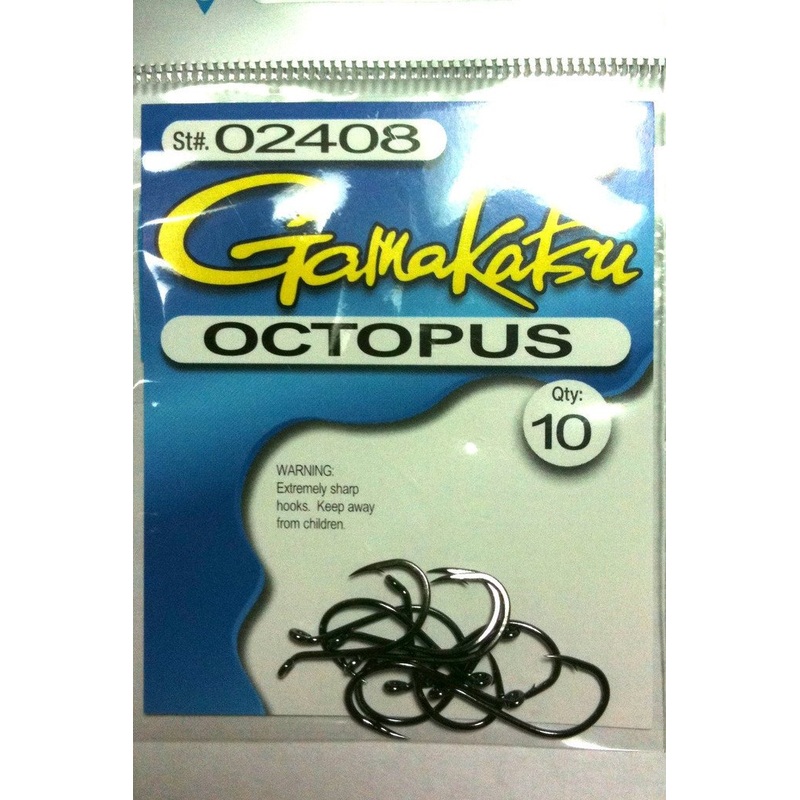 St#. 02408
Gamakatsu
OCTOPUS
Qty:
10
WARNING:
Extremely sharp
hooks. Keep away
from children.